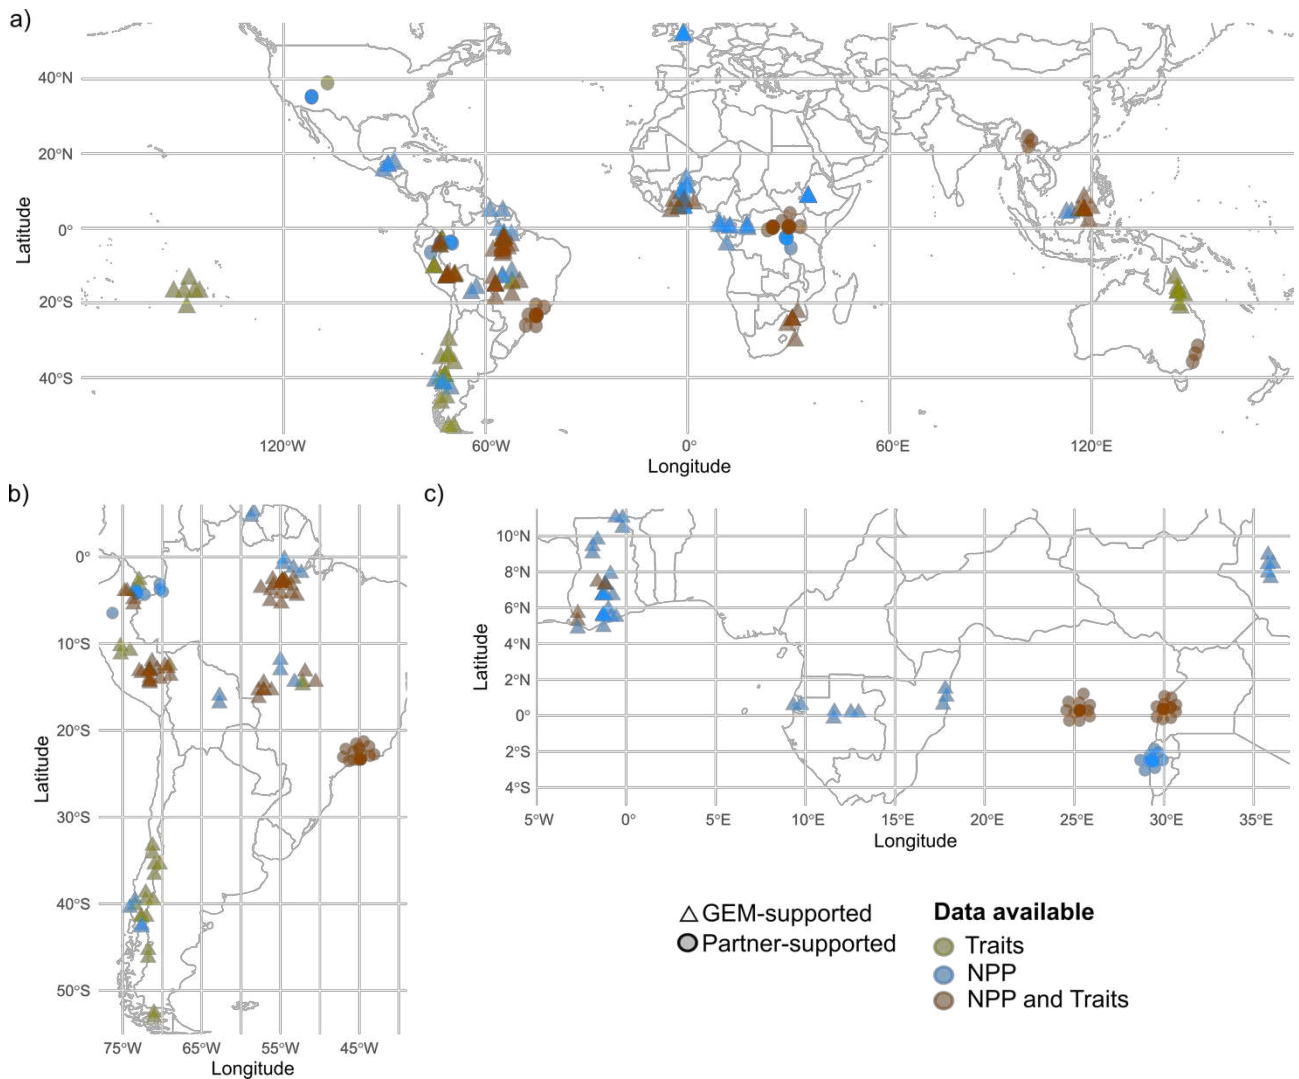 a)
40°N
20°N
0°
20°S
40°S
Latitude
120°W
60°W
0°
60°E
120°E
Longitude
b)
0°
10°S
20°S
30°S
40°S
50°S
Latitude
75°W
65°W
55°W
45°W
Longitude
c)
10°N
8°N
6°N
4°N
2°N
0°
2°S
4°S
Latitude
5°W
0°
5°E
10°E
15°E
20°E
25°E
30°E
35°E
Longitude
GEM-supported
Partner-supported
Data available
Traits
NPP
NPP and Traits